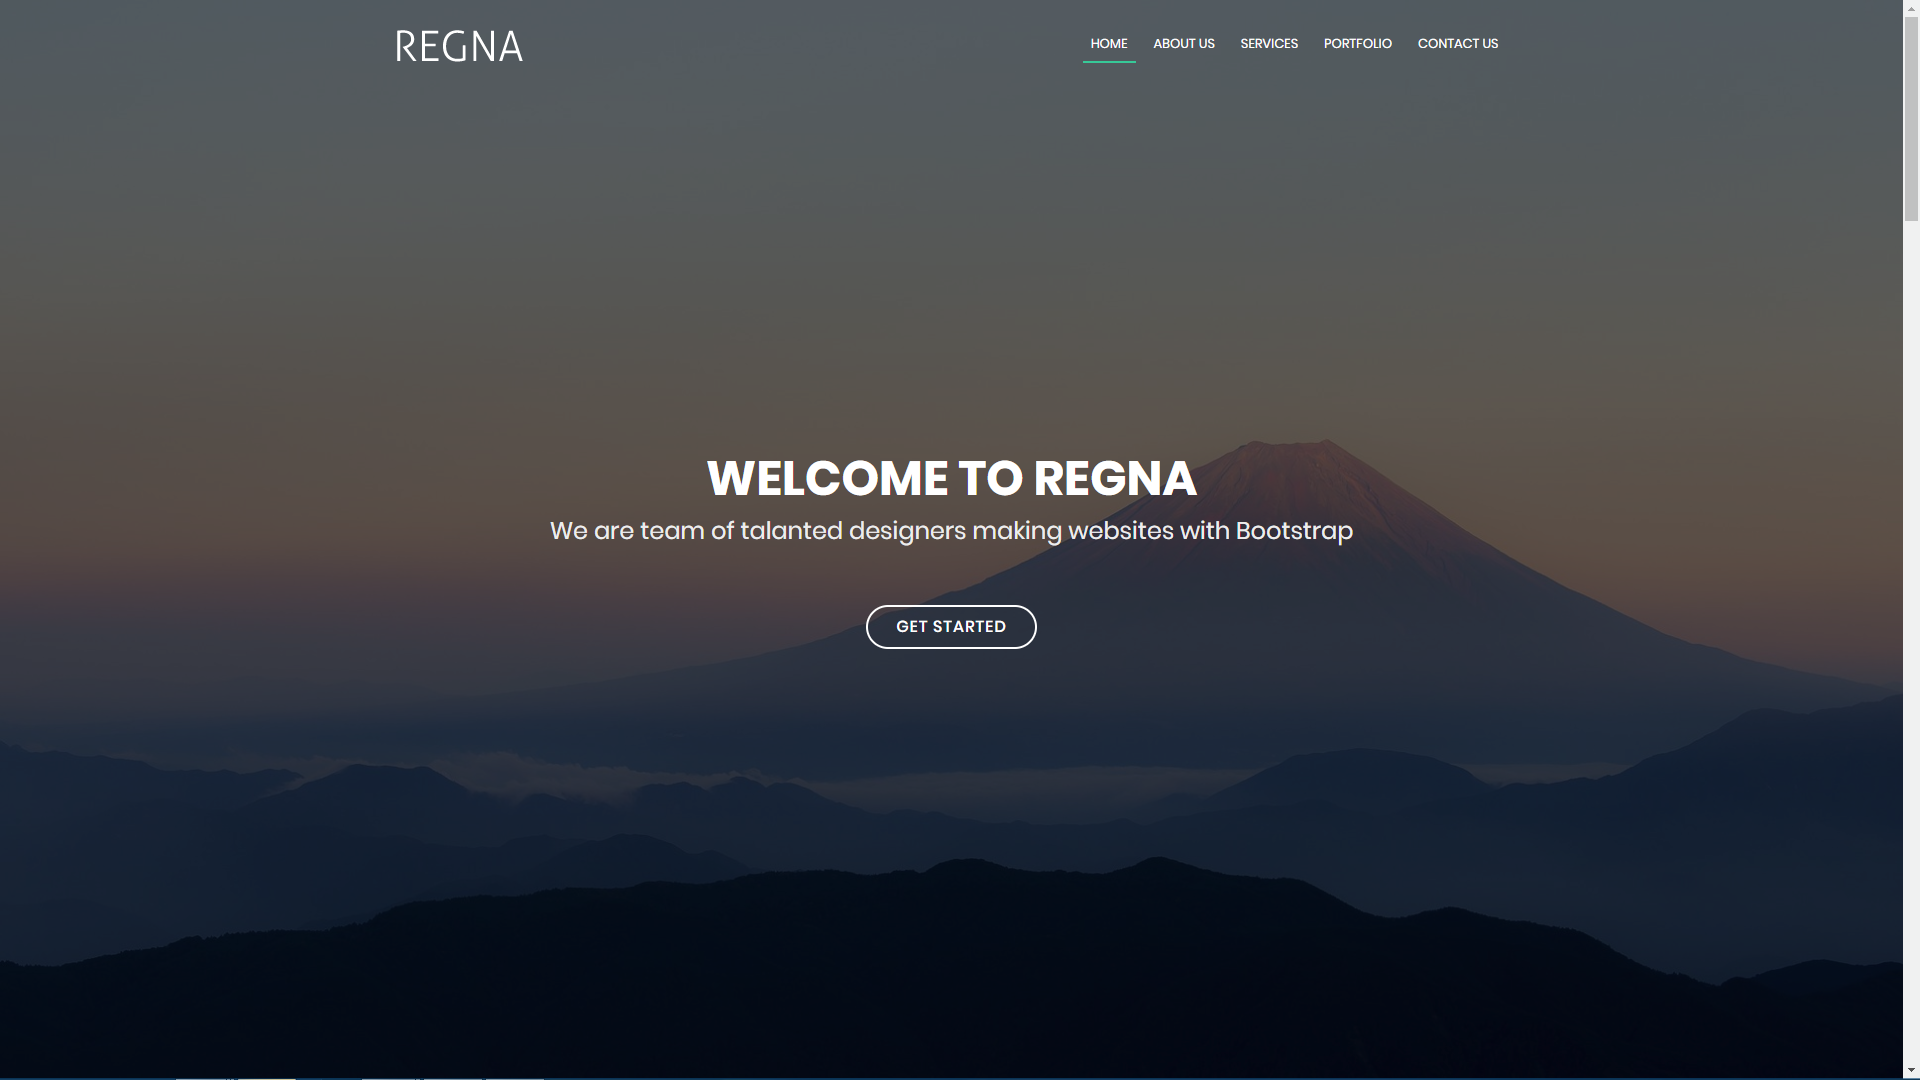 REGNA
HOME ABOUT US SERVICES PORTFOLIO CONTACT US
WELCOME TO REGNA
We are team of talanted designers making websites with Bootstrap
GET STARTED